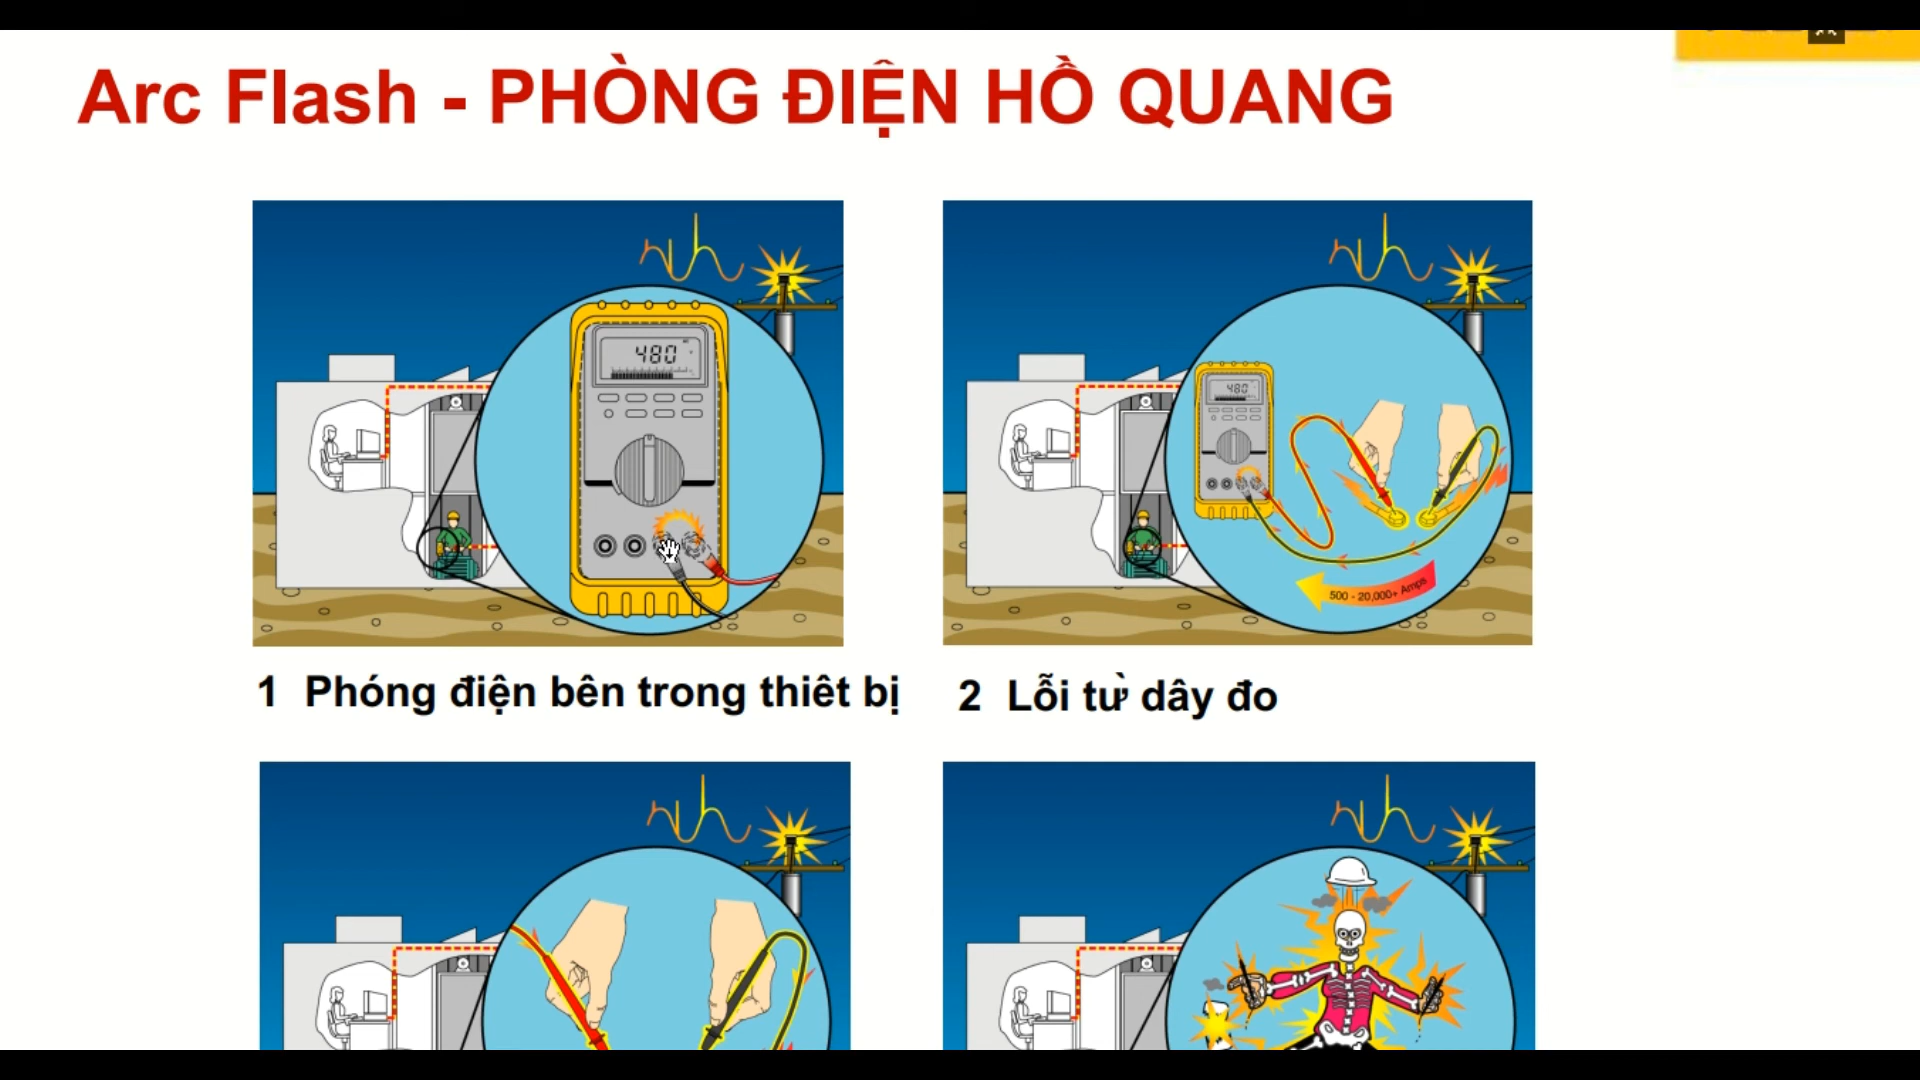 Arc Flash - PHÒNG ĐIỆN HỒ QUANG
480
480
500 - 20,000+ Amps
1 Phóng điện bên trong thiêt bị
2 Lỗi từ dây đo